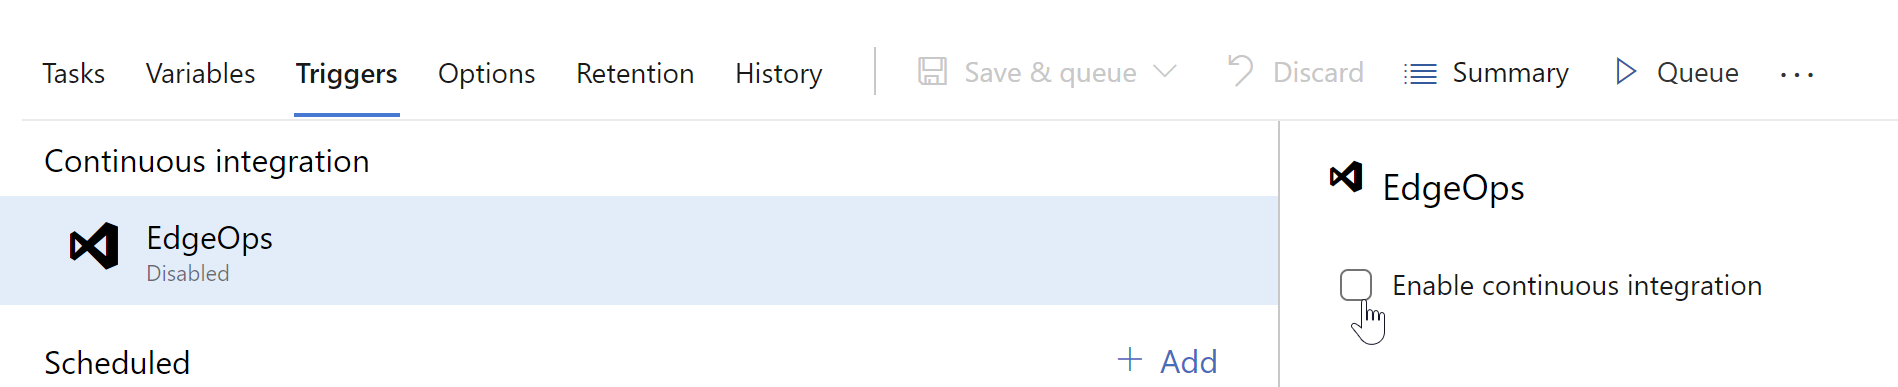 Tasks Variables Triggers Options Retention History Save & queue Discard Summary Queue ...
Continuous integration
EdgeOps
Disabled
Scheduled
+ Add
EdgeOps
Enable continuous integration